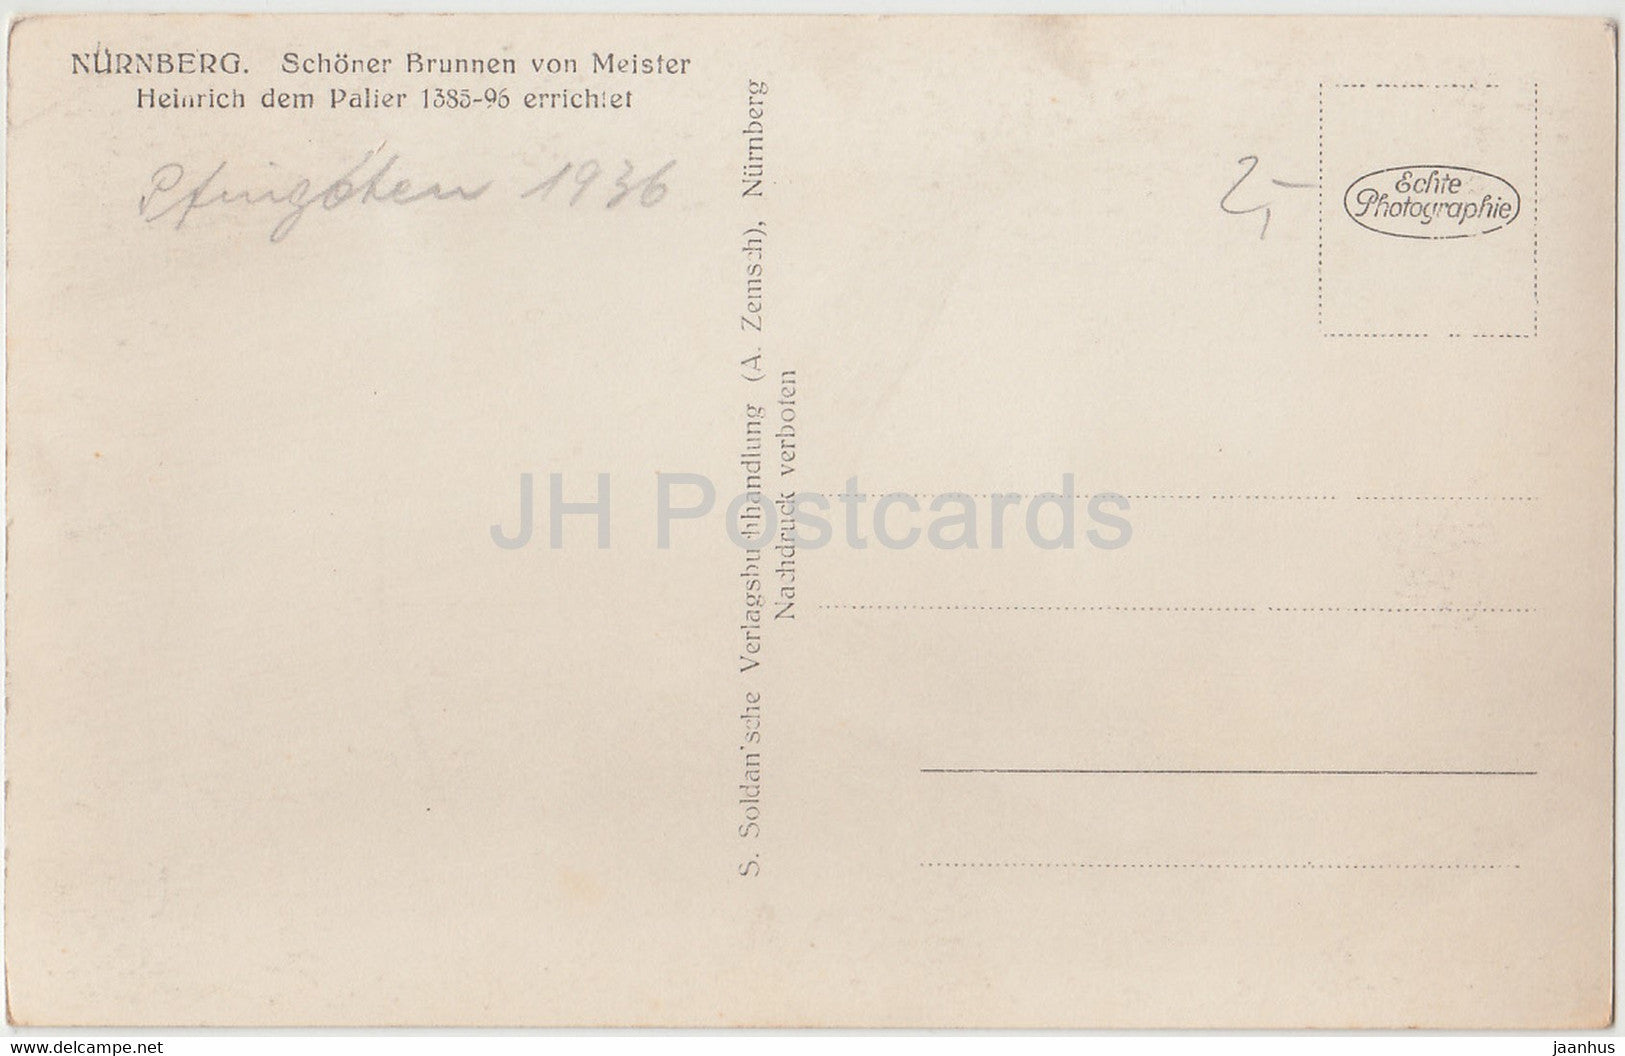 NÜRNBERG. Schöner Brunnen von Meister
Heinrich dem Palier 1385-96 errichtet
Pfingsten 1936
S. Soldan'sche Verlagsbuchhandlung (A. Zemsch), Nürnberg
Nachdruck verboten
2,-
Echte
Photographie
JH Postcards
delcampe.net
jaanhus